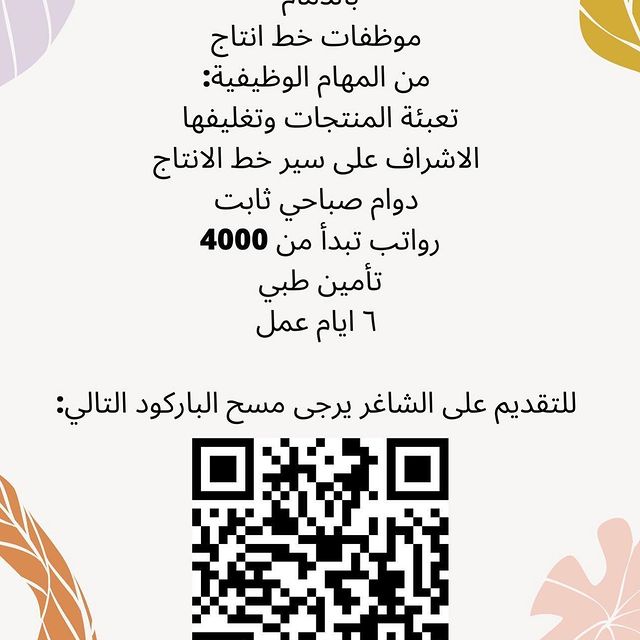 موظفات خط انتاج
من المهام الوظيفية:
تعبئة المنتجات وتغليفها
الاشراف على سير خط الانتاج
دوام صباحي ثابت
رواتب تبدأ من 4000
تأمين طبي
٦ ايام عمل
للتقديم على الشاغر يرجى مسح الباركود التالي: